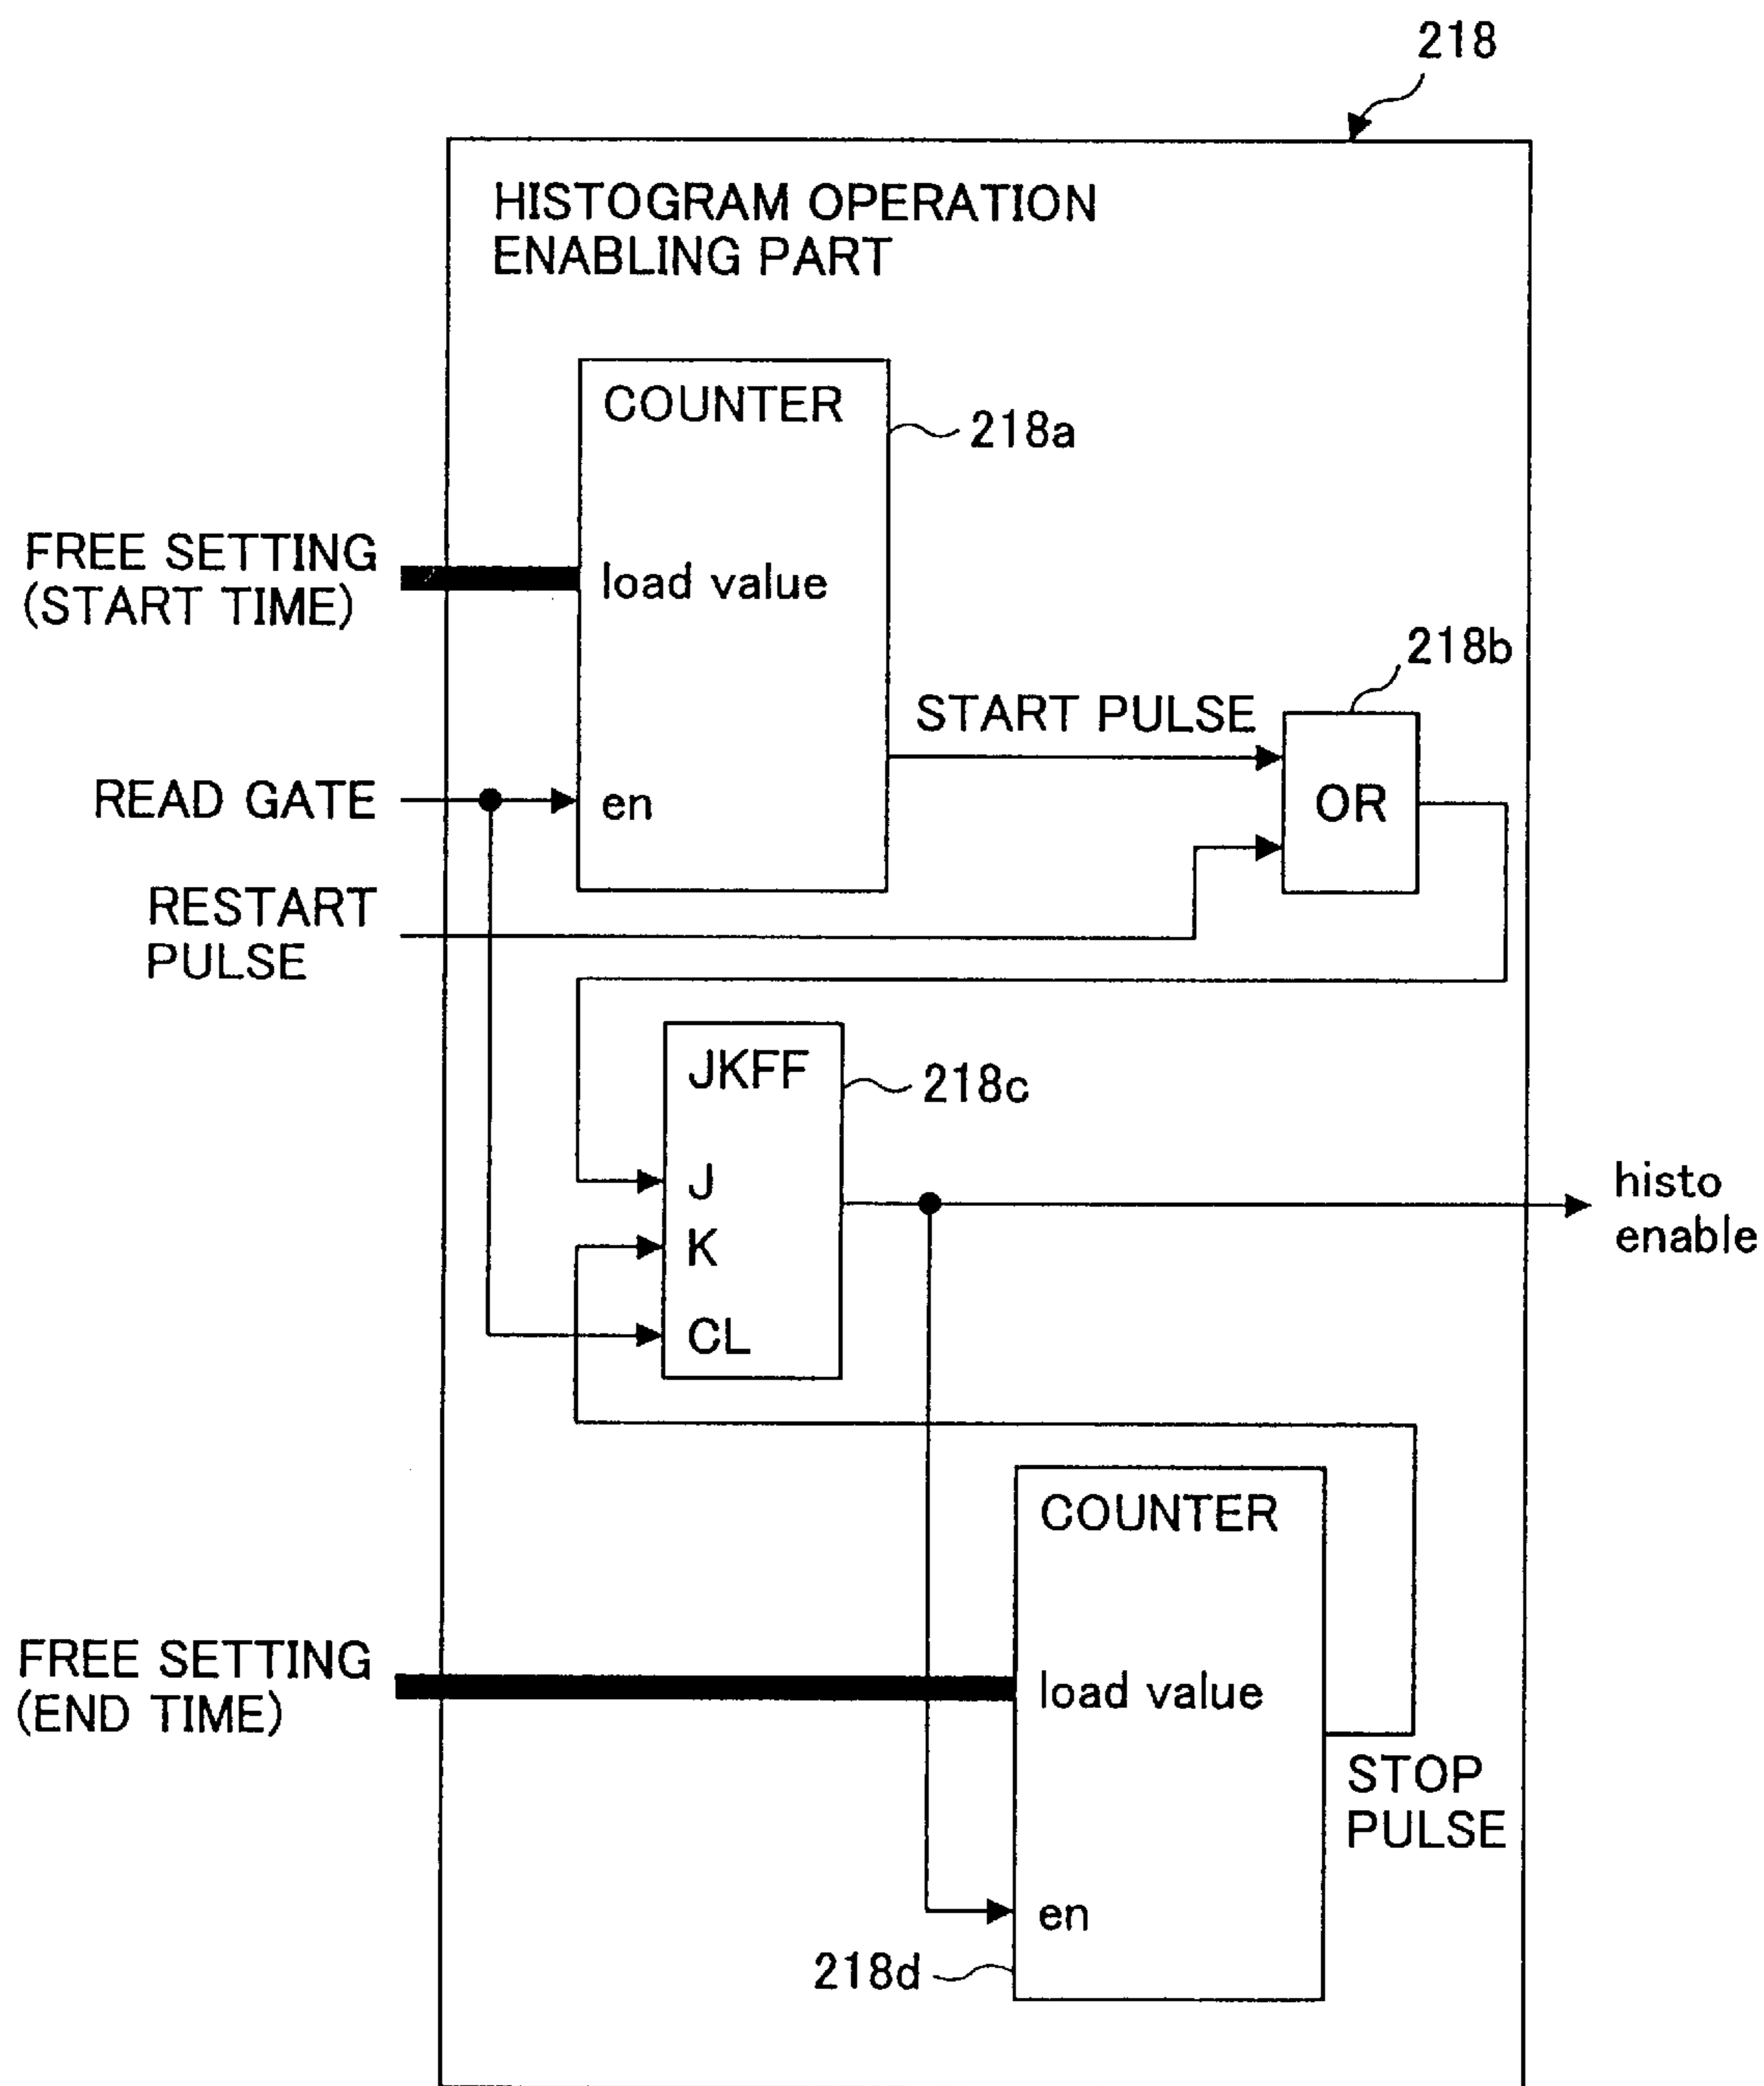 218
HISTOGRAM OPERATION
ENABLING PART
COUNTER
218a
FREE SETTING
(START TIME)
load value
218b
START PULSE
OR
READ GATE
en
RESTART
PULSE
JKFF
218c
J
K
CL
histo
enable
COUNTER
FREE SETTING
(END TIME)
load value
STOP
PULSE
en
218d